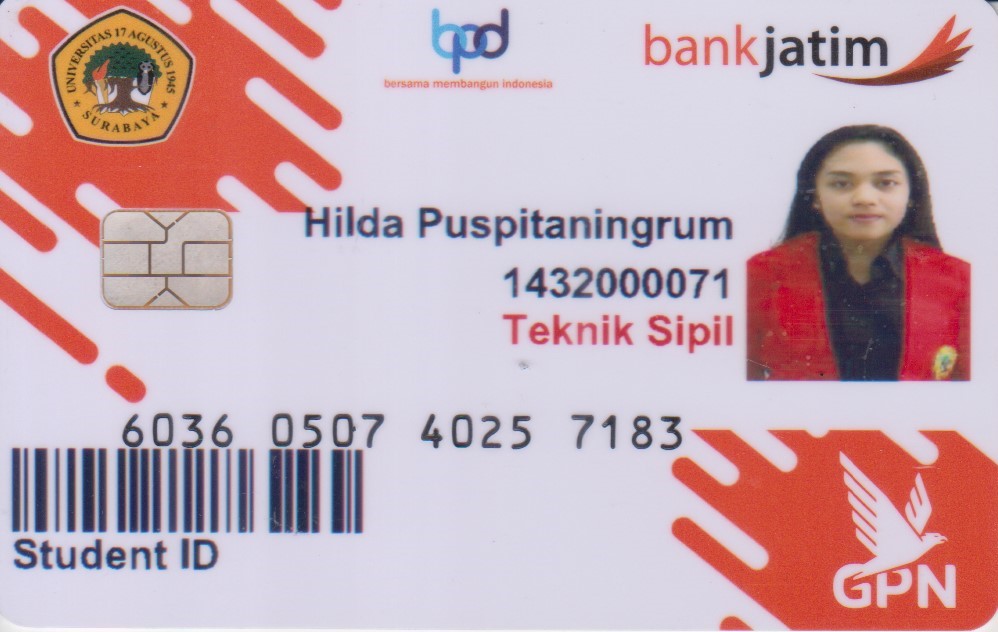 UNIVERSITAS 17 AGUSTUS 1945
SURABAYA
bpd
bersama membangun indonesia
bankjatim
Hilda Puspitaningrum
1432000071
Teknik Sipil
6036 0507 4025 7183
Student ID
GPN